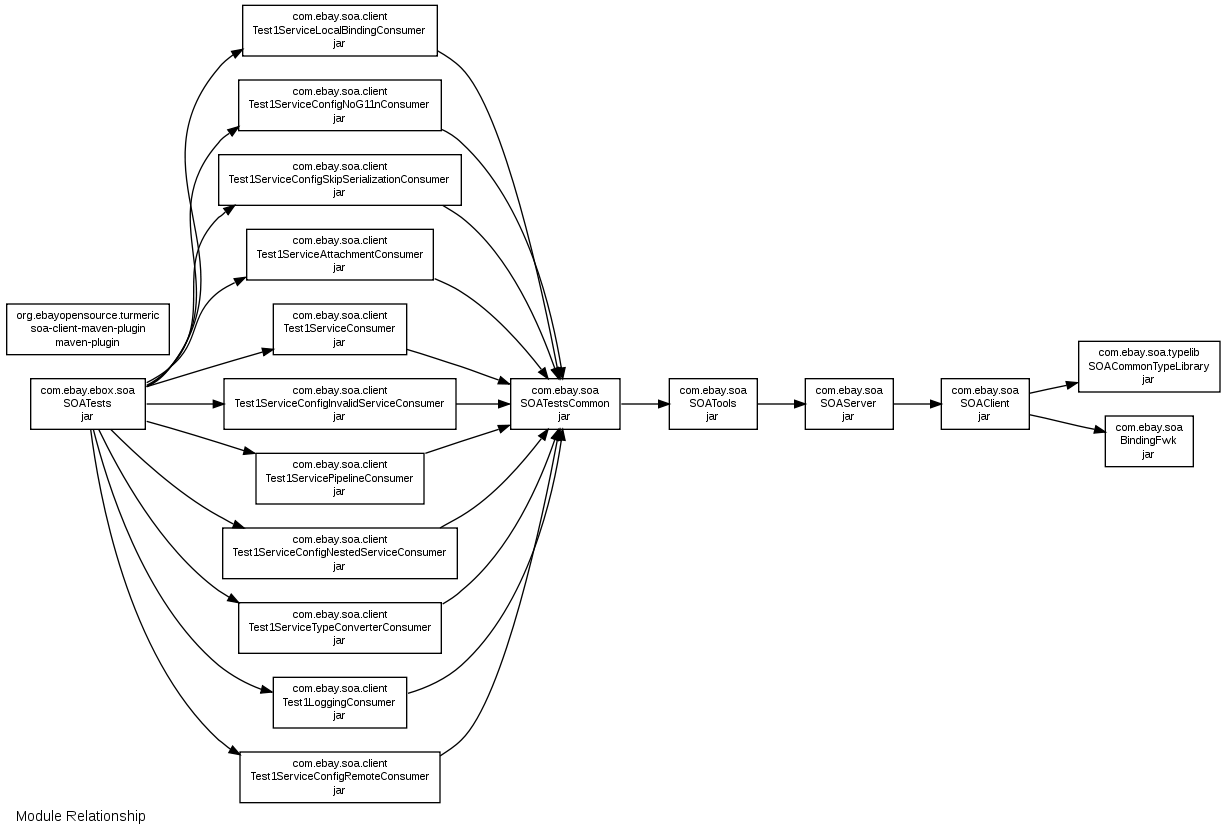 com.ebay.soa.client
Test1ServiceLocalBindingConsumer
jar
com.ebay.soa.client
Test1ServiceConfigNoG11nConsumer
jar
com.ebay.soa.client
Test1ServiceConfigSkipSerializationConsumer
jar
com.ebay.soa.client
Test1ServiceAttachmentConsumer
jar
org.ebayopensource.turmeric
soa-client-maven-plugin
maven-plugin
com.ebay.soa.client
Test1ServiceConsumer
jar
com.ebay.ebox.soa
SOATests
jar
com.ebay.soa.client
Test1ServiceConfigInvalidServiceConsumer
jar
com.ebay.soa
SOATestsCommon
jar
com.ebay.soa
SOATools
jar
com.ebay.soa
SOAServer
jar
com.ebay.soa
SOAClient
jar
com.ebay.soa.typelib
SOACommonTypeLibrary
jar
com.ebay.soa
BindingFwk
jar
com.ebay.soa.client
Test1ServicePipelineConsumer
jar
com.ebay.soa.client
Test1ServiceConfigNestedServiceConsumer
jar
com.ebay.soa.client
Test1ServiceTypeConverterConsumer
jar
com.ebay.soa.client
Test1LoggingConsumer
jar
com.ebay.soa.client
Test1ServiceConfigRemoteConsumer
jar
Module Relationship